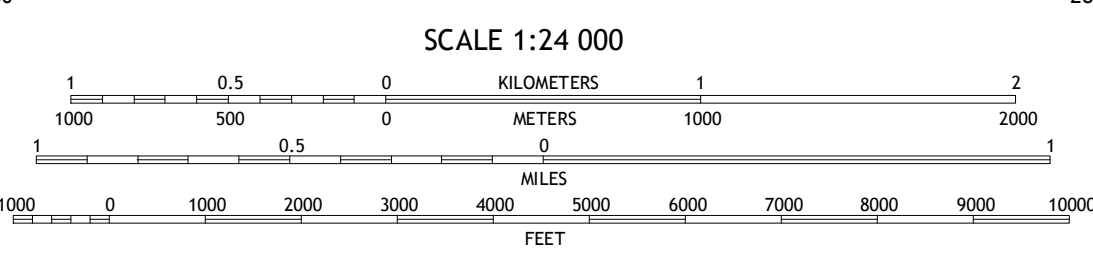 SCALE 1:24 000
1 0.5 0 KILOMETERS 1 2
1000 500 0 METERS 1000 2000
1 0.5 0 1
MILES
1000 0 1000 2000 3000 4000 5000 6000 7000 8000 9000 10000
FEET